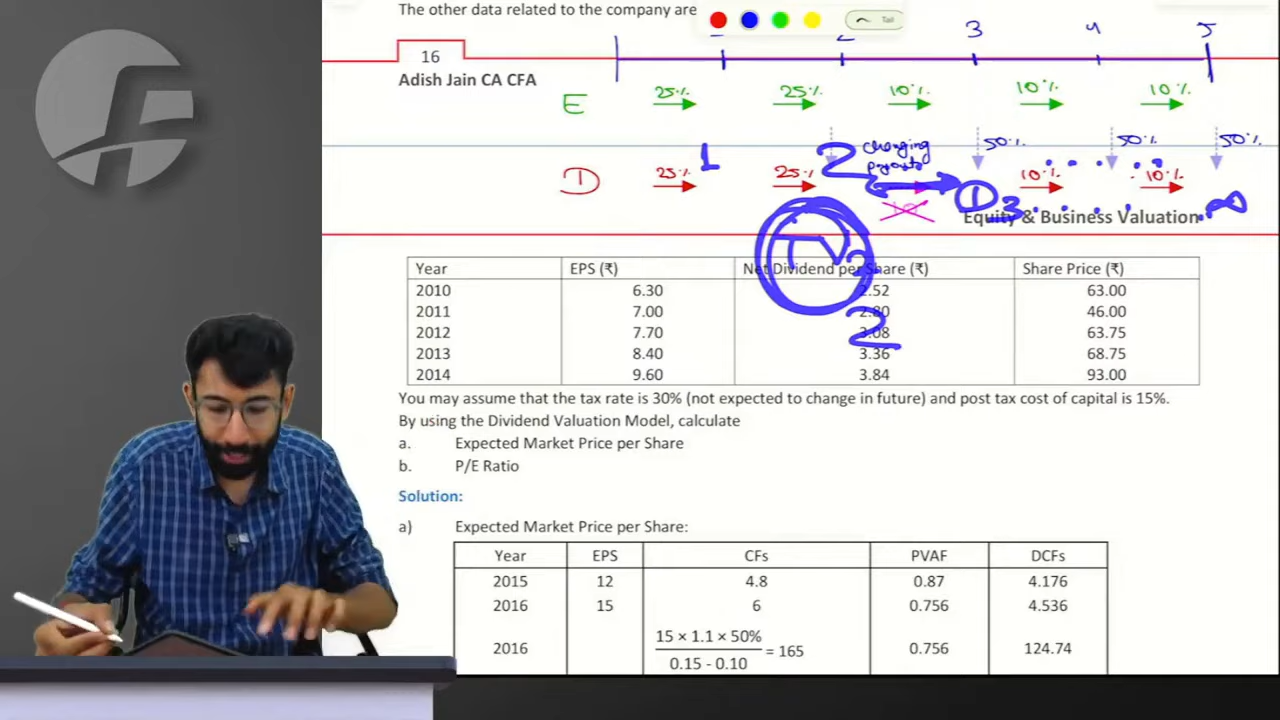 The other data related to the company are
Tail
16
Adish Jain CA CFA
3 4 5
E 25% 25% 10% 10% 10%
50% 50% 50%
1 2 changing
payouts
D 25% 25% 10% 10%
1 3 ∞
Equity & Business Valuation
TV2
Year EPS (₹) Net Dividend per Share (₹) Share Price (₹)
2010 6.30 2.52 63.00
2011 7.00 2.80 46.00
2012 7.70 3.08 63.75
2013 8.40 3.36 68.75
2014 9.60 3.84 93.00
2
You may assume that the tax rate is 30% (not expected to change in future) and post tax cost of capital is 15%.
By using the Dividend Valuation Model, calculate
a. Expected Market Price per Share
b. P/E Ratio
Solution:
a) Expected Market Price per Share:
Year EPS CFs PVAF DCFs
2015 12 4.8 0.87 4.176
2016 15 6 0.756 4.536
2016 15 × 1.1 × 50% / 0.15 - 0.10 = 165 0.756 124.74